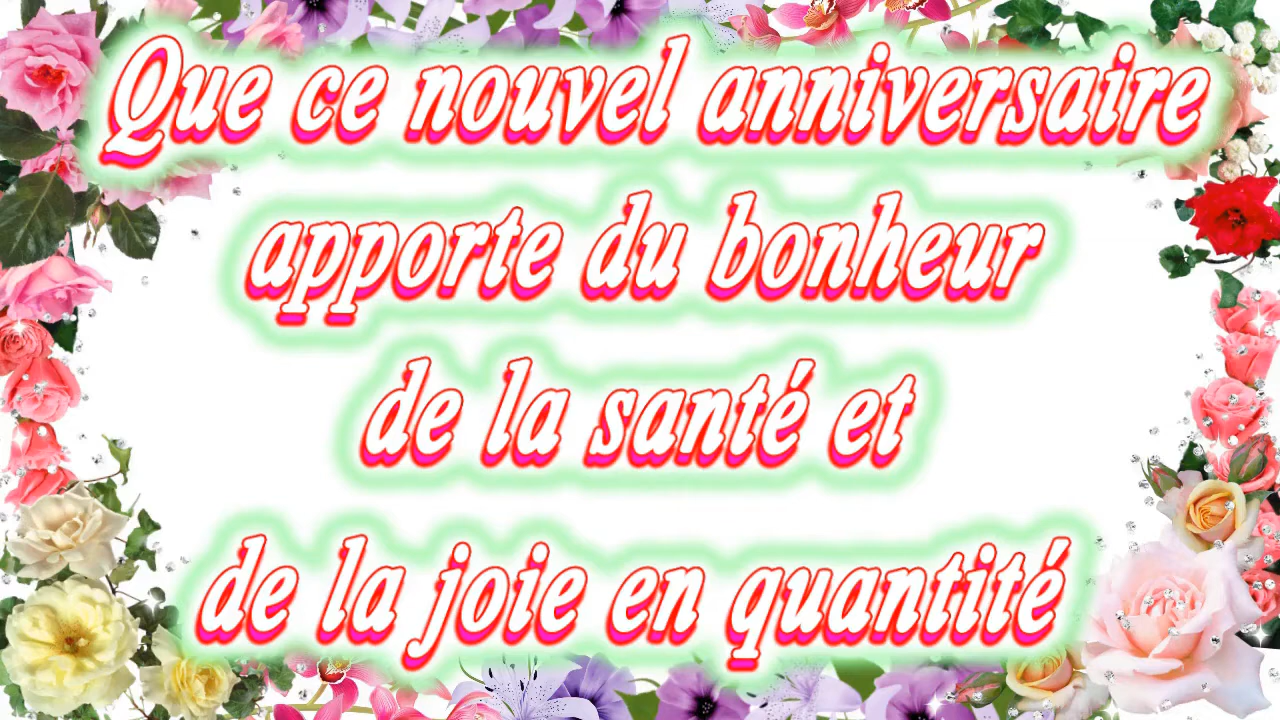 Que ce nouvel anniversaire
apporte du bonheur
de la santé et
de la joie en quantité